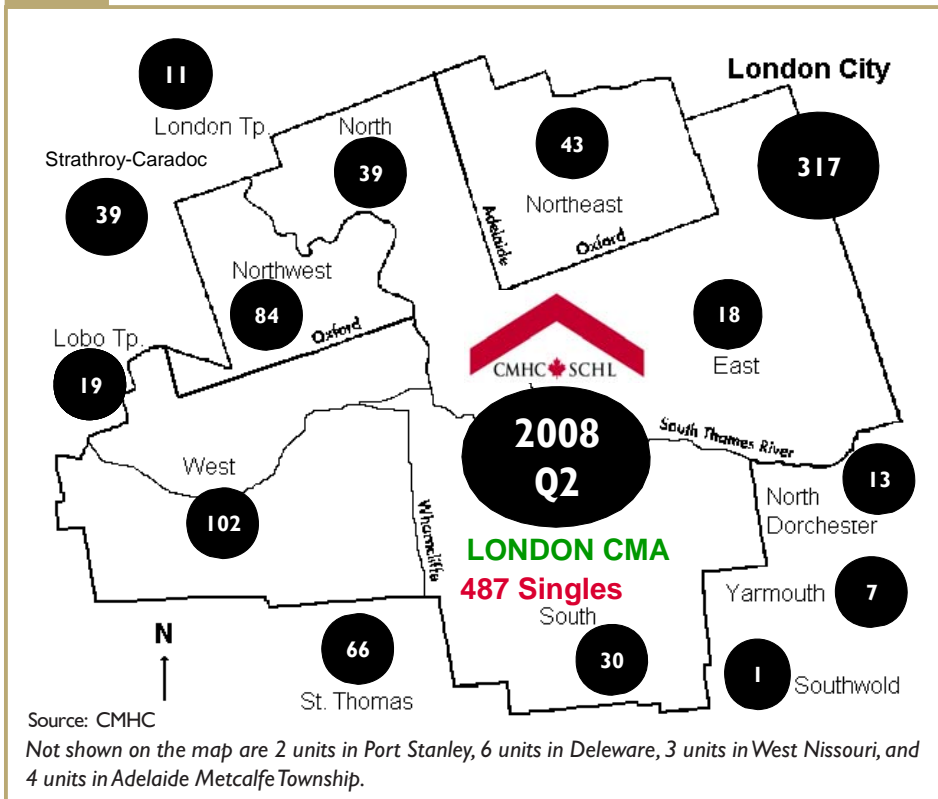 11
London Tp.
Strathroy-Caradoc
39
North
39
43
Northeast
London City
317
Adelaide
Oxford
Northwest
84
Oxford
Lobo Tp.
19
CMHC SCHL
18
East
2008
Q2
South Thames River
West
102
Wharncliffe
North
Dorchester
13
LONDON CMA
487 Singles
South
30
Yarmouth
7
N
66
St. Thomas
1
Southwold
Source: CMHC
Not shown on the map are 2 units in Port Stanley, 6 units in Deleware, 3 units in West Nissouri, and
4 units in Adelaide Metcalfe Township.